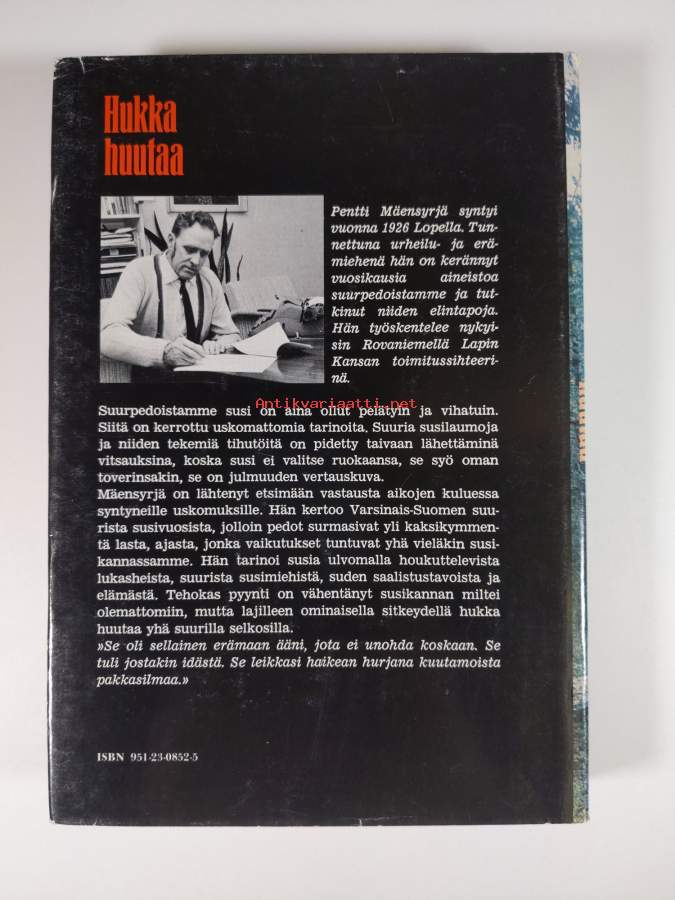 Hukka
huutaa
Pentti Mäensyrjä syntyi
vuonna 1926 Lopella. Tun-
nettuna urheilu- ja erä-
miehenä hän on kerännyt
vuosikausia aineistoa
suurpedoistamme ja tut-
kinut niiden elintapoja.
Hän työskentelee nyky-
sin Rovaniemellä Lapin
Kansan toimitussihteeri-
nä.
Antikvariaatti.net
Suurpedoistamme susi on aina ollut pelätyin ja vihatuin.
Siitä on kerrottu uskomattomia tarinoita. Suuria susilaumoja
ja niiden tekemiä tihutöitä on pidetty taivaan lähettäminä
vitsauksina, koska susi ei valitse ruokaansa, se syö oman
toverinsakin, se on julmuuden vertauskuva.
Mäensyrjä on lähtenyt etsimään vastausta aikojen kuluessa
syntyneille uskomuksille. Hän kertoo Varsinais-Suomen suu-
rista susivuosista, jolloin pedot surmasivat yli kaksikymmen-
tä lasta, ajasta, jonka vaikutukset tuntuvat yhä vieläkin susi-
kannassamme. Hän tarinoi susia ulvomalla houkuttelevista
lukasheista, suurista susimiehistä, suden saalistustavoista ja
elämästä. Tehokas pyynti on vähentänyt susikannan miltei
olemattomiin, mutta lajilleen ominaisella sitkeydellä hukka
huutaa yhä suurilla selkosilla.
»Se oli sellainen erämaan ääni, jota ei unohda koskaan. Se
tuli jostakin idästä. Se leikkasi haikean hurjana kuutamoista
pakkasilmaa.»
ISBN 951-23-0852-5